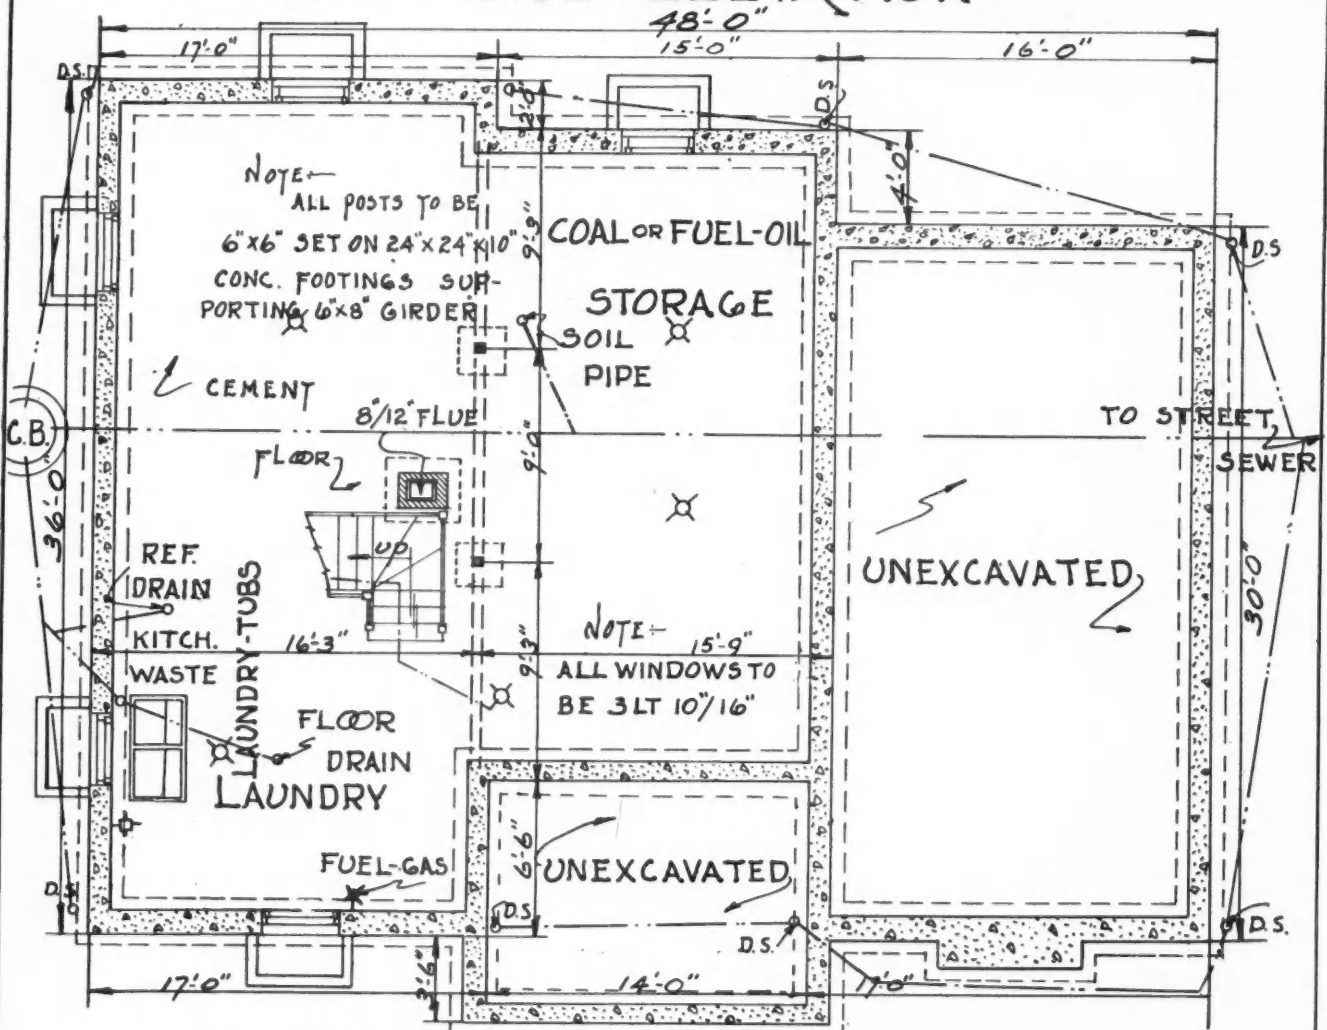 48'-0"
17'-0" 15'-0" 16'-0"
D.S.
2'-0"
D.S.
4'-0"
NOTE
ALL POSTS TO BE
6"x6" SET ON 24"x24"x10"
CONC. FOOTINGS SUP-
PORTING 6"x8" GIRDER
9'-3"
COAL OR FUEL-OIL
STORAGE
D.S
SOIL
PIPE
CEMENT
8"/12" FLUE
C.B.
36'-0"
FLOOR
9'-0"
TO STREET
SEWER
UP
REF.
DRAIN
KITCH.
WASTE
LAUNDRY-TUBS
16'-3"
9'-3"
NOTE
15'-9"
ALL WINDOWS TO
BE 3 LT 10"/16"
UNEXCAVATED
30'-0"
FLOOR
DRAIN
LAUNDRY
FUEL-GAS
6'-6"
UNEXCAVATED
D.S.
D.S.
D.S.
D.S.
17'-0" 3'-6" 14'-0" 17'-0"